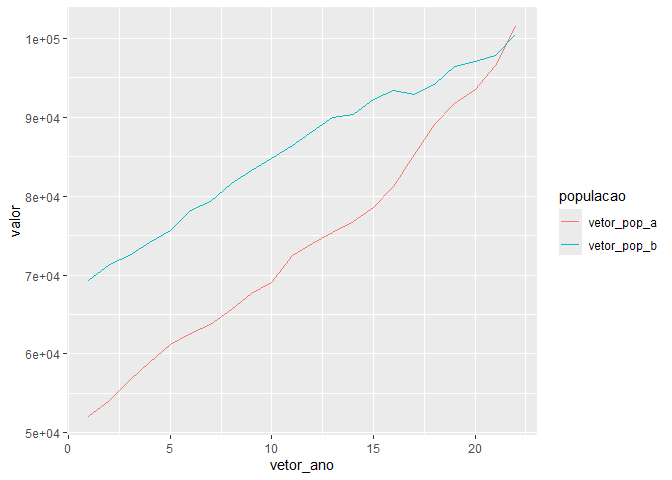 1e+05
9e+04
8e+04
7e+04
6e+04
5e+04
valor
0
5
10
15
20
vetor_ano
populacao
vetor_pop_a
vetor_pop_b